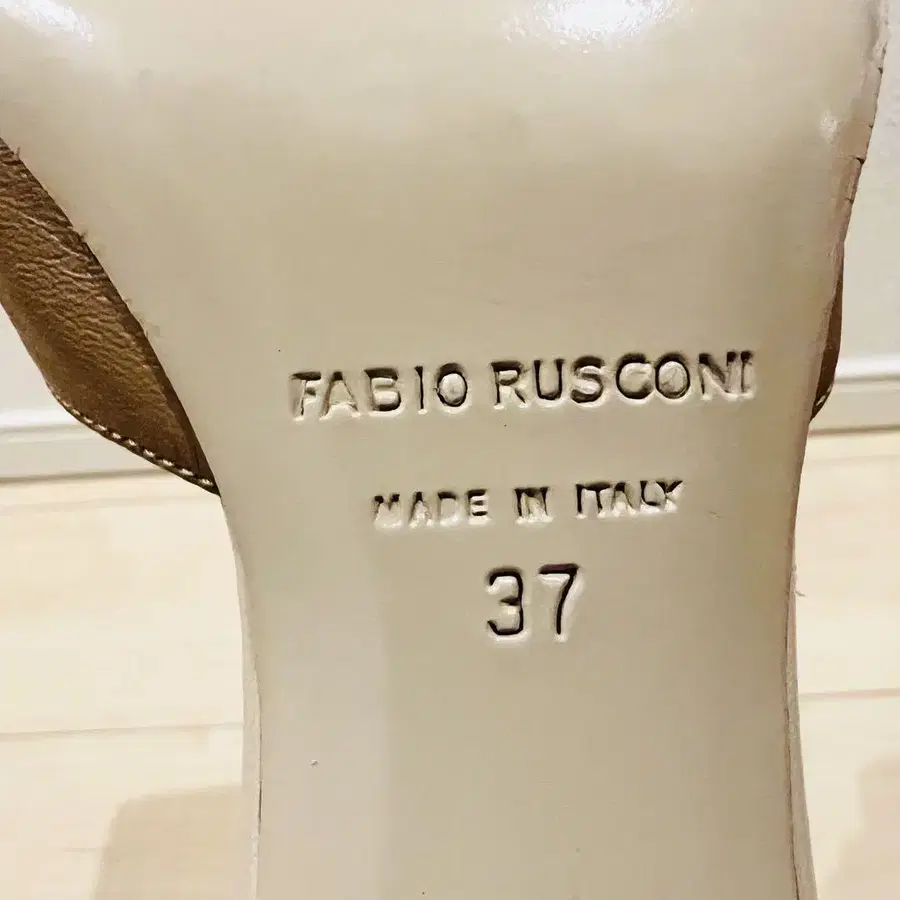 FABIO RUSCONI
MADE IN ITALY
37